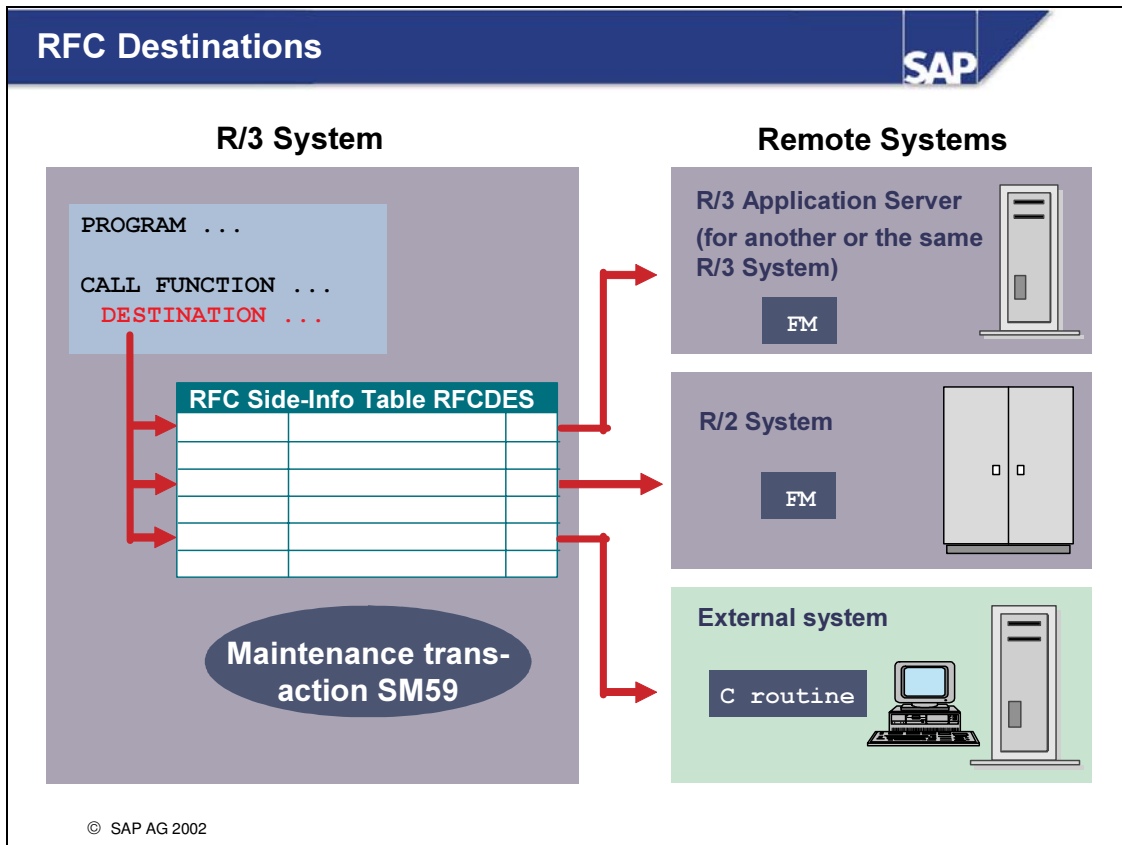 RFC Destinations
SAP
R/3 System
PROGRAM ...
CALL FUNCTION ...
DESTINATION ...
RFC Side-Info Table RFCDES
Maintenance trans-
action SM59
Remote Systems
R/3 Application Server
(for another or the same
R/3 System)
FM
R/2 System
FM
External system
C routine
© SAP AG 2002